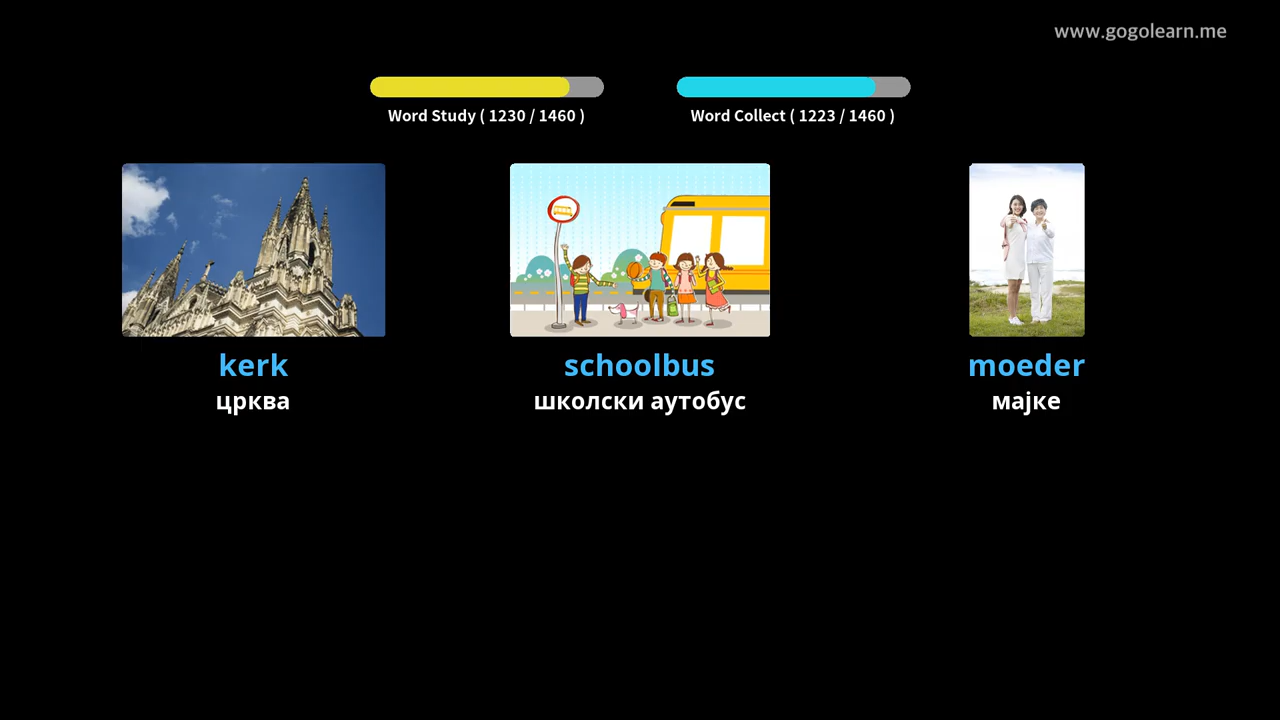 www.gogolearn.me
Word Study ( 1230 / 1460 )
Word Collect ( 1223 / 1460 )
kerk
црква
schoolbus
школски аутобус
moeder
мајке